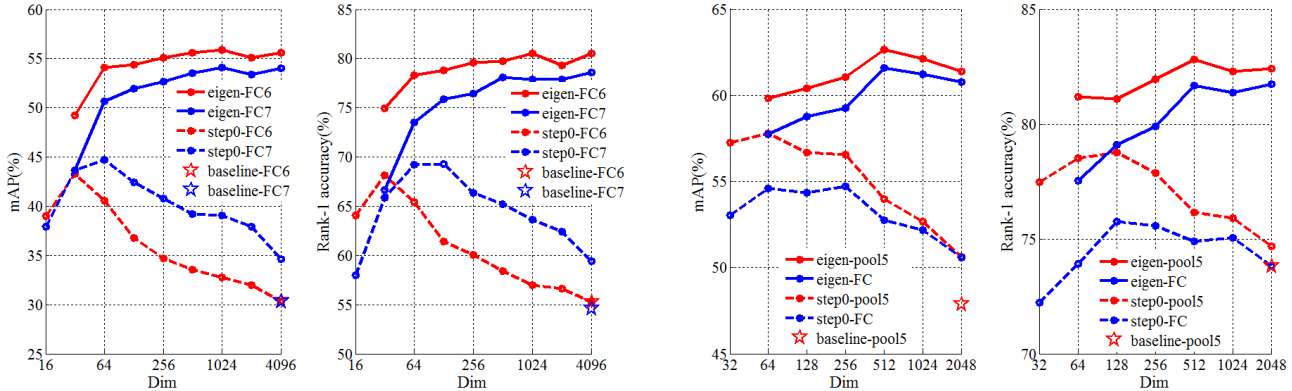 60
55
50
45
40
35
30
25
mAP(%)
16
64
256
1024
4096
Dim
eigen-FC6
eigen-FC7
step0-FC6
step0-FC7
baseline-FC6
baseline-FC7
85
80
75
70
65
60
55
50
Rank-1 accuracy(%)
16
64
256
1024
4096
Dim
eigen-FC6
eigen-FC7
step0-FC6
step0-FC7
baseline-FC6
baseline-FC7
65
60
55
50
45
mAP(%)
32
64
128
256
512
1024
2048
Dim
eigen-pool5
eigen-FC
step0-pool5
step0-FC
baseline-pool5
85
80
75
70
Rank-1 accuracy(%)
32
64
128
256
512
1024
2048
Dim
eigen-pool5
eigen-FC
step0-pool5
step0-FC
baseline-pool5